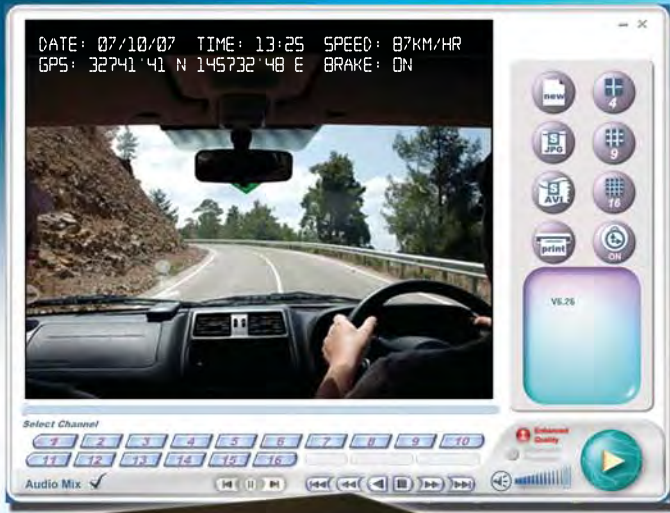 DATE: 07/10/07 TIME: 13:25 SPEED: 87KM/HR
GPS: 32741'41 N 145732'48 E BRAKE: ON
new
4
S
JPG
9
S
AVI
16
print
ON
V6.26
Select Channel
1 2 3 4 5 6 7 8 9 10
11 12 13 14 15 16
Enhanced
Quality
Audio Mix